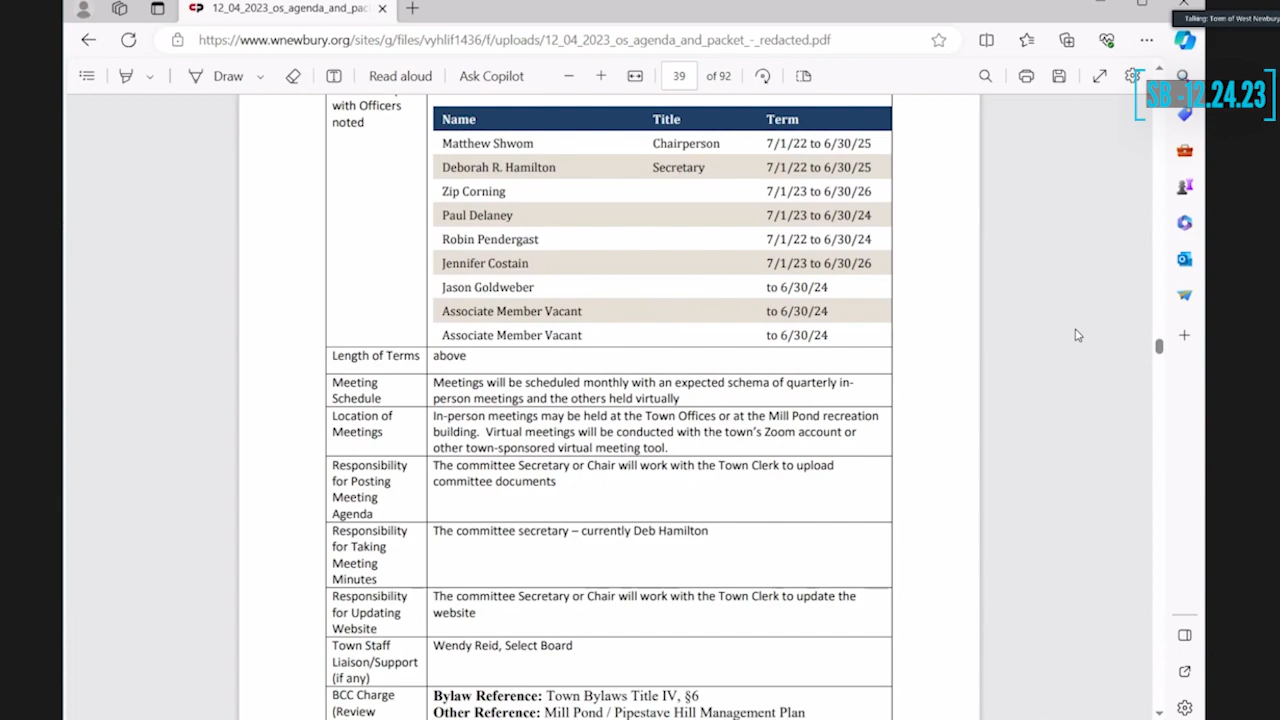 12_04_2023_os_agenda_and_pac
Talking: Town of West Newbury
https://www.wnewbury.org/sites/g/files/vyhlif1436/f/uploads/12_04_2023_os_agenda_and_packet_-_redacted.pdf
Draw
Read aloud
Ask Copilot
39 of 92
SB -12.24.23
with Officers
noted
Name Title Term
Matthew Shwom Chairperson 7/1/22 to 6/30/25
Deborah R. Hamilton Secretary 7/1/22 to 6/30/25
Zip Corning 7/1/23 to 6/30/26
Paul Delaney 7/1/23 to 6/30/24
Robin Pendergast 7/1/22 to 6/30/24
Jennifer Costain 7/1/23 to 6/30/26
Jason Goldweber to 6/30/24
Associate Member Vacant to 6/30/24
Associate Member Vacant to 6/30/24
Length of Terms
above
Meeting
Schedule
Meetings will be scheduled monthly with an expected schema of quarterly in-
person meetings and the others held virtually
Location of
Meetings
In-person meetings may be held at the Town Offices or at the Mill Pond recreation
building. Virtual meetings will be conducted with the town's Zoom account or
other town-sponsored virtual meeting tool.
Responsibility
for Posting
Meeting
Agenda
The committee Secretary or Chair will work with the Town Clerk to upload
committee documents
Responsibility
for Taking
Meeting
Minutes
The committee secretary – currently Deb Hamilton
Responsibility
for Updating
Website
The committee Secretary or Chair will work with the Town Clerk to update the
website
Town Staff
Liaison/Support
(if any)
Wendy Reid, Select Board
BCC Charge
(Review
Bylaw Reference: Town Bylaws Title IV, §6
Other Reference: Mill Pond / Pipestave Hill Management Plan